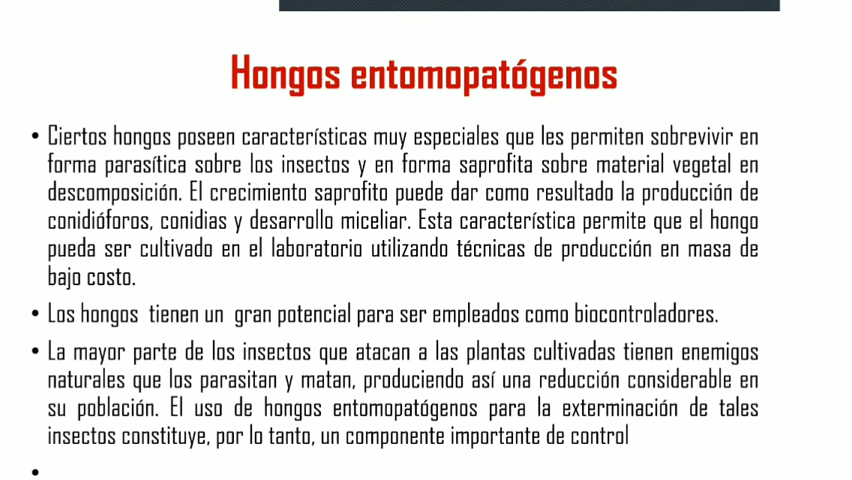 Hongos entomopatógenos
• Ciertos hongos poseen características muy especiales que les permiten sobrevivir en
forma parasítica sobre los insectos y en forma saprofita sobre material vegetal en
descomposición. El crecimiento saprofito puede dar como resultado la producción de
conidióforos, conidias y desarrollo miceliar. Esta característica permite que el hongo
pueda ser cultivado en el laboratorio utilizando técnicas de producción en masa de
bajo costo.
• Los hongos tienen un gran potencial para ser empleados como biocontroladores.
• La mayor parte de los insectos que atacan a las plantas cultivadas tienen enemigos
naturales que los parasitan y matan, produciendo así una reducción considerable en
su población. El uso de hongos entomopatógenos para la exterminación de tales
insectos constituye, por lo tanto, un componente importante de control
•